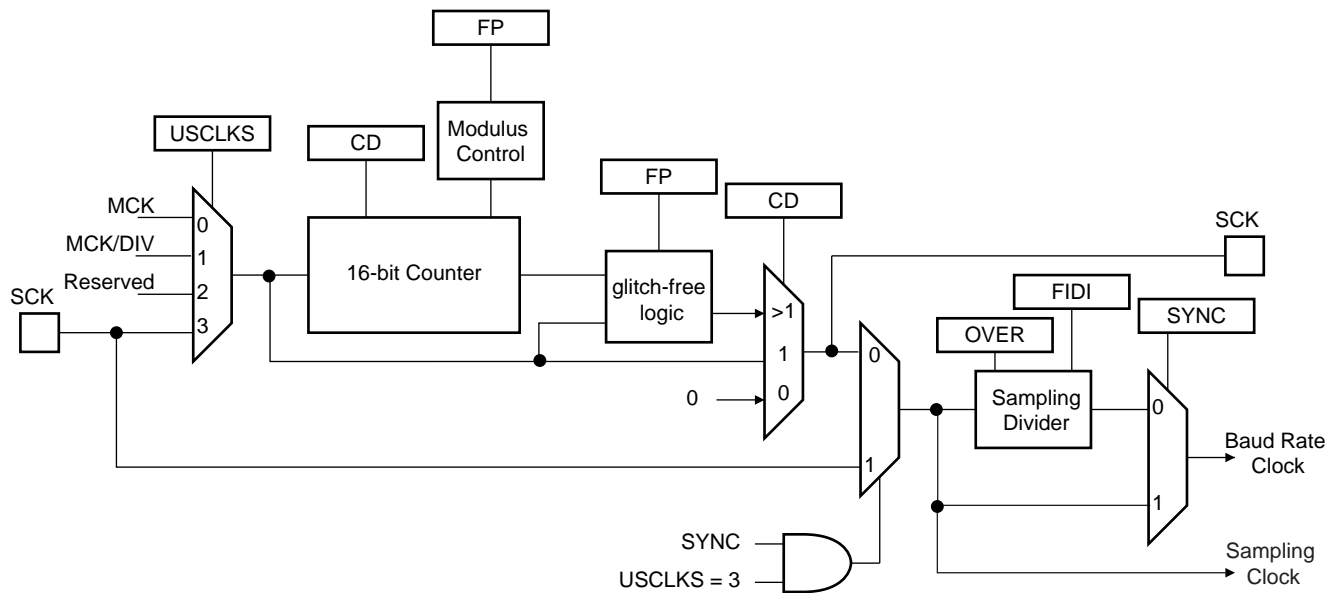 FP
USCLKS
CD
Modulus
Control
FP
CD
SCK
MCK
0
MCK/DIV
1
16-bit Counter
Reserved
2
SCK
3
glitch-free
logic
>1
1
0
0
FIDI
SYNC
OVER
0
Sampling
Divider
0
Baud Rate
Clock
1
1
SYNC
USCLKS = 3
Sampling
Clock